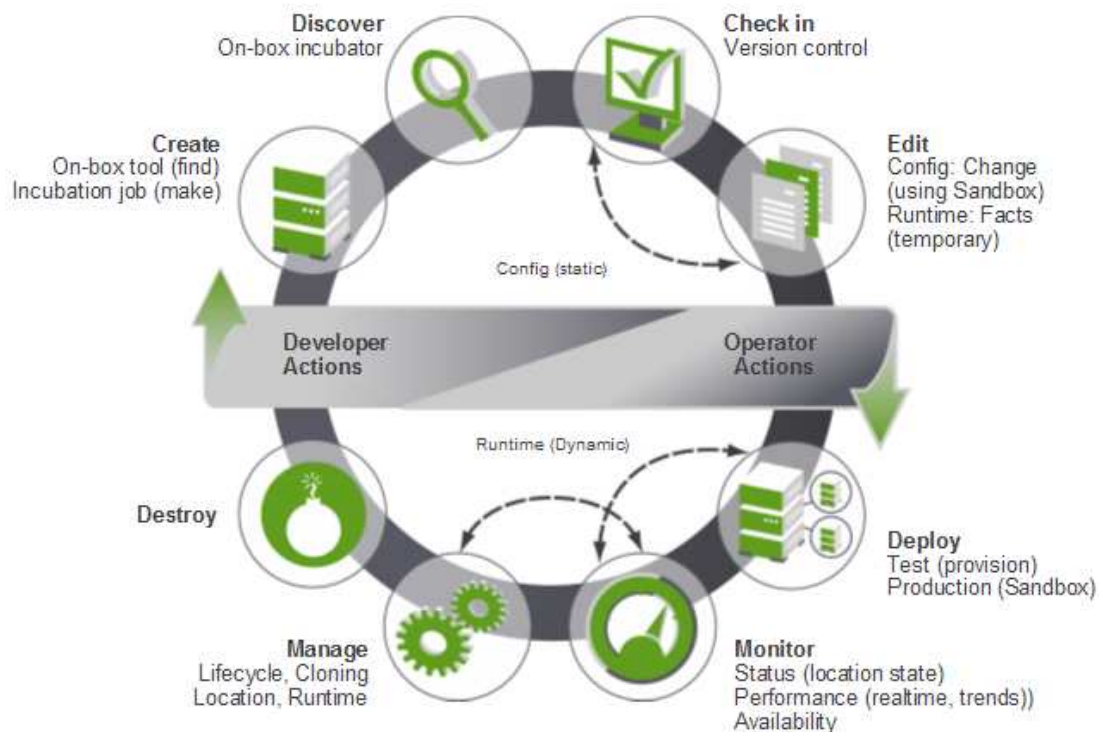 Discover
On-box incubator
Check in
Version control
Create
On-box tool (find)
Incubation job (make)
Edit
Config: Change
(using Sandbox)
Runtime: Facts
(temporary)
Config (static)
Developer
Actions
Operator
Actions
Runtime (Dynamic)
Destroy
Deploy
Test (provision)
Production (Sandbox)
Manage
Lifecycle, Cloning
Location, Runtime
Monitor
Status (location state)
Performance (realtime, trends))
Availability